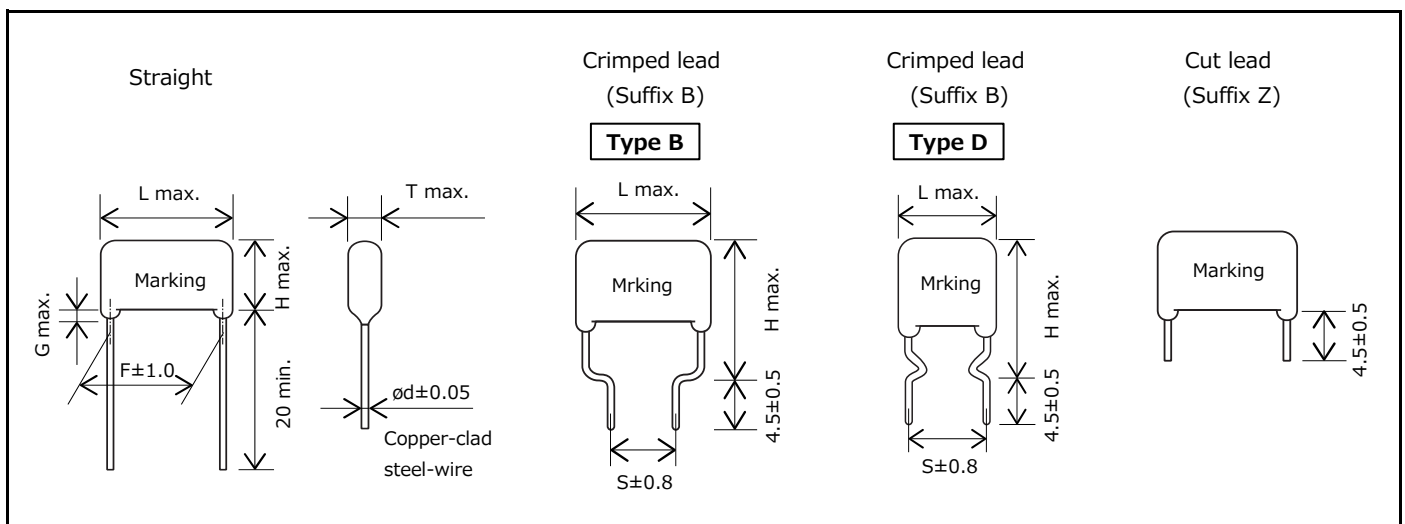 Straight
L max.
Marking
H max.
G max.
F±1.0
20 min.
T max.
ød±0.05
Copper-clad
steel-wire
Crimped lead
(Suffix B)
Type B
L max.
Mrking
H max.
4.5±0.5
S±0.8
Crimped lead
(Suffix B)
Type D
L max.
Mrking
H max.
4.5±0.5
S±0.8
Cut lead
(Suffix Z)
Marking
4.5±0.5